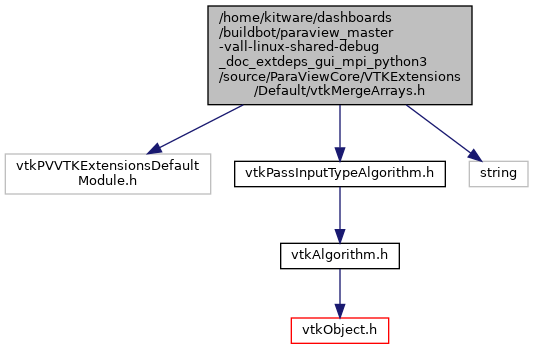 /home/kitware/dashboards
/buildbot/paraview_master
-vall-linux-shared-debug
_doc_extdeps_gui_mpi_python3
/source/ParaViewCore/VTKExtensions
/Default/vtkMergeArrays.h
vtkPVVTKExtensionsDefault
Module.h
vtkPassInputTypeAlgorithm.h
string
vtkAlgorithm.h
vtkObject.h